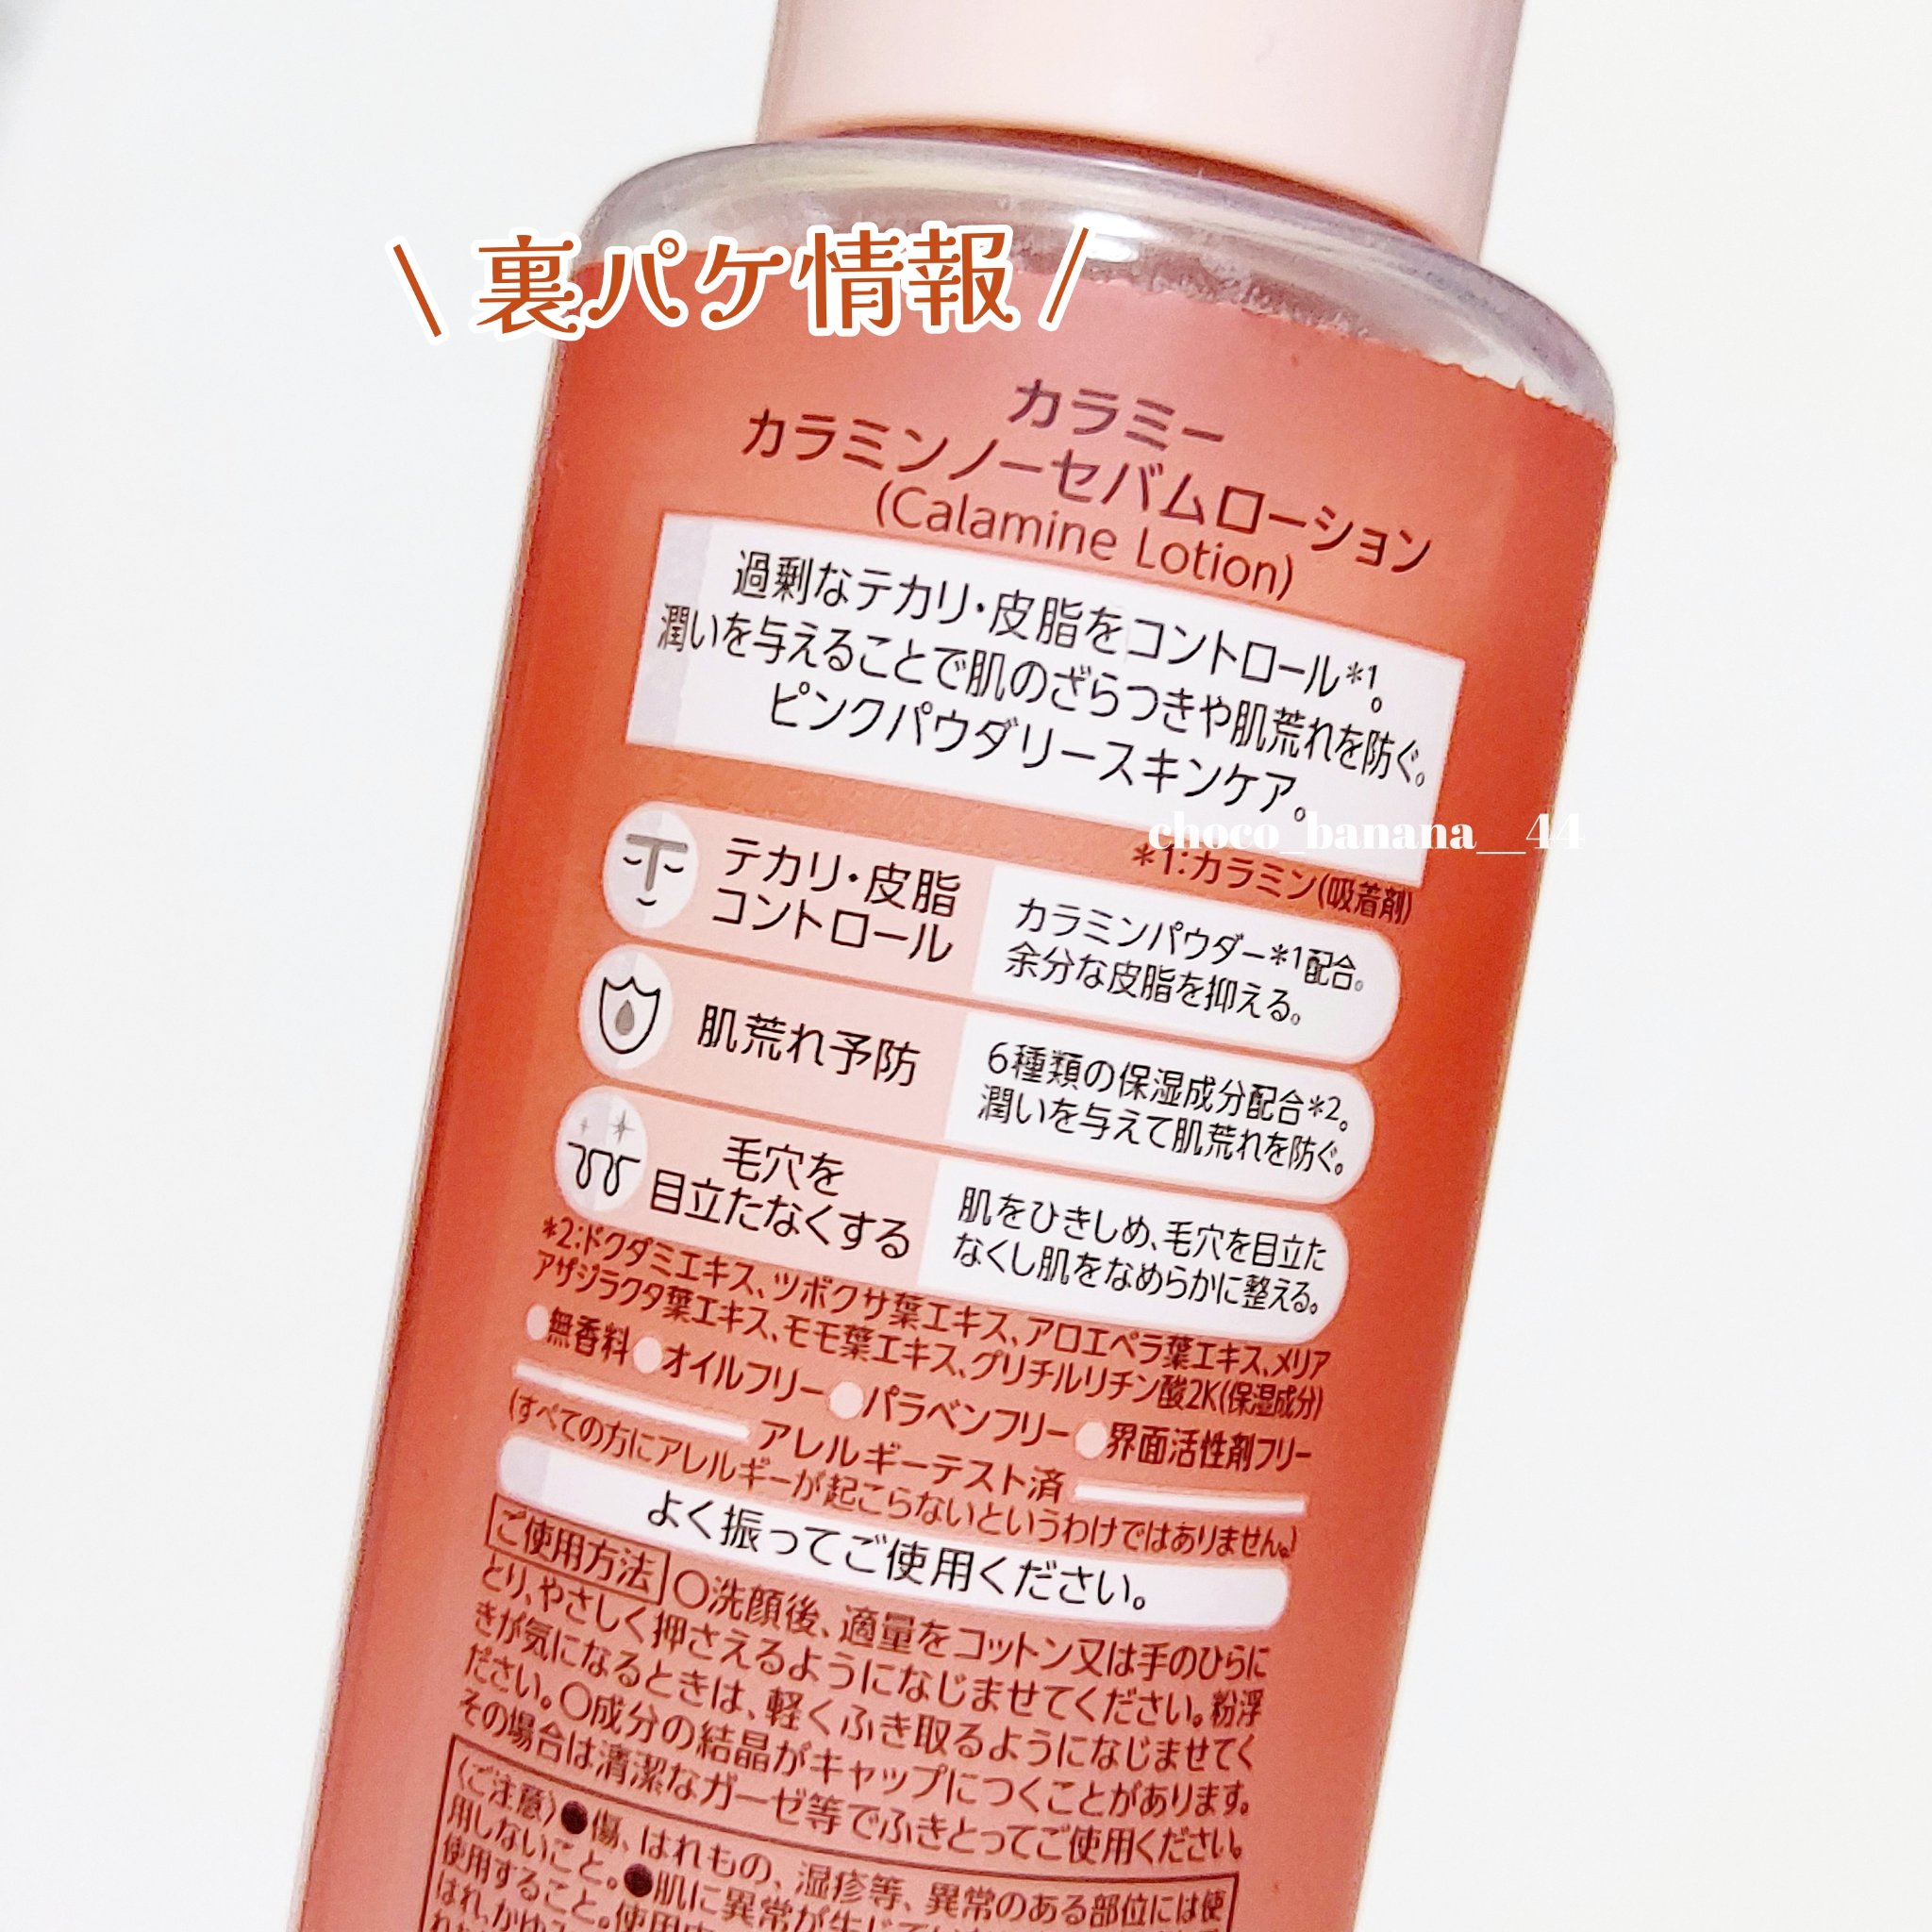 \ 裏パケ情報 /
カラミー
カラミンノーセバムローション
(Calamine Lotion)
過剰なテカリ・皮脂をコントロール*1。
潤いを与えることで肌のざらつきや肌荒れを防ぐ。
ピンクパウダリースキンケア。
choco_banana__44
*1:カラミン(吸着剤)
テカリ・皮脂
コントロール
カラミンパウダー*1配合。
余分な皮脂を抑える。
肌荒れ予防
6種類の保湿成分配合*2。
潤いを与えて肌荒れを防ぐ。
毛穴を
目立たなくする
肌をひきしめ、毛穴を目立た
なくし肌をなめらかに整える。
*2:ドクダミエキス、ツボクサ葉エキス、アロエベラ葉エキス、メリア
アザジラクタ葉エキス、モモ葉エキス、グリチルリチン酸2K(保湿成分)
●無香料●オイルフリー●パラベンフリー●界面活性剤フリー
アレルギーテスト済
(すべての方にアレルギーが起こらないというわけではありません。)
よく振ってご使用ください。
ご使用方法 ○洗顔後、適量をコットン又は手のひらに
とり、やさしく押さえるようになじませてください。粉浮
きが気になるときは、軽くふき取るようになじませてく
ださい。○成分の結晶がキャップにつくことがあります。
その場合は清潔なガーゼ等でふきとってご使用ください。
〈ご注意〉●傷、はれもの、湿疹等、異常のある部位には使
用しないこと。●肌に異常が生じて
使用すること。使用中
はれ、かゆみ